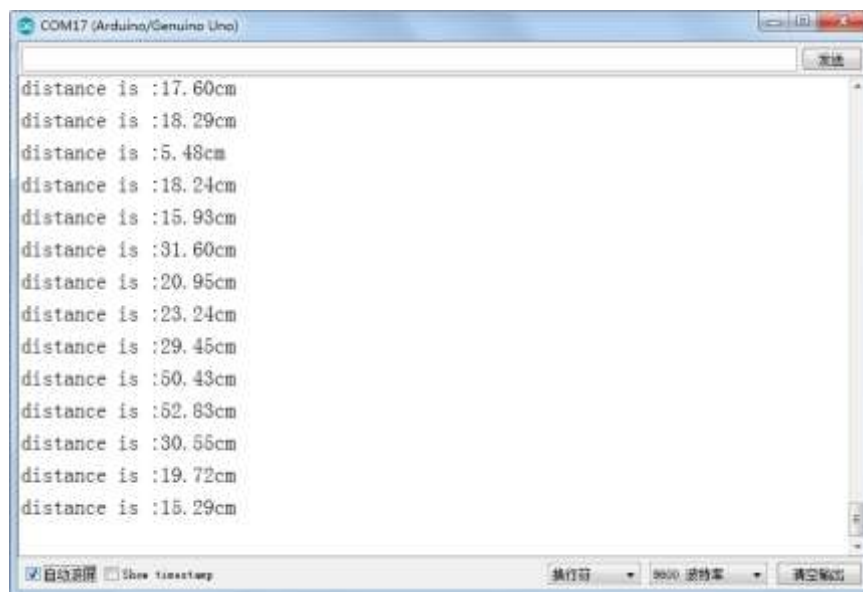 COM17 (Arduino/Genuino Uno)
发送
distance is :17.60cm
distance is :18.29cm
distance is :5.48cm
distance is :18.24cm
distance is :15.93cm
distance is :31.60cm
distance is :20.95cm
distance is :23.24cm
distance is :29.45cm
distance is :50.43cm
distance is :52.83cm
distance is :30.55cm
distance is :19.72cm
distance is :15.29cm
自动滚屏 Show timestamp 换行符 9600 波特率 清空输出